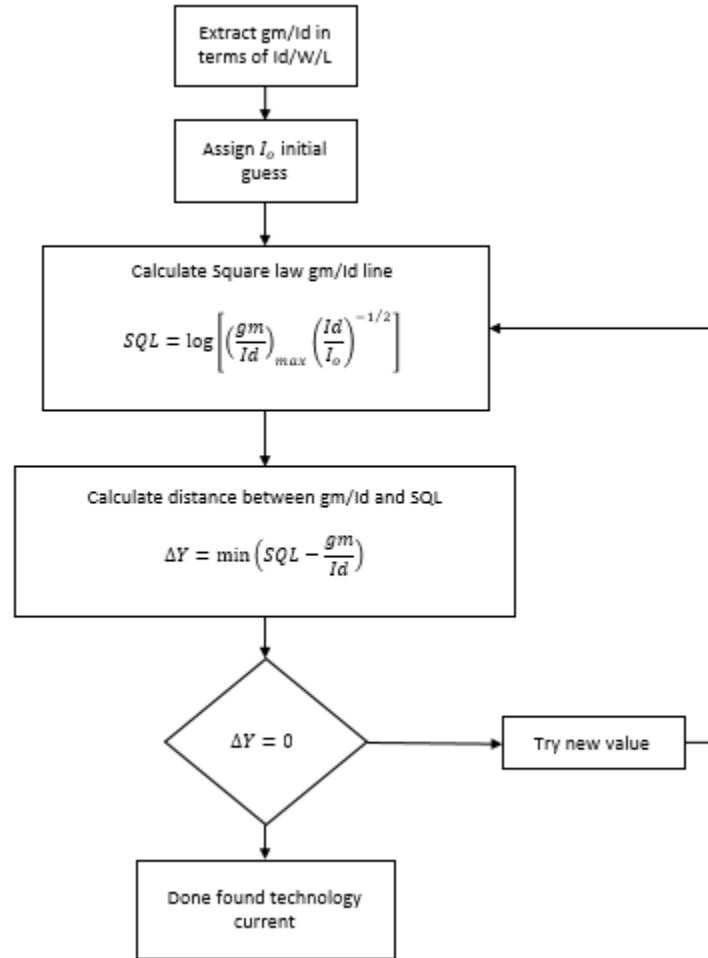 Extract gm/Id in
terms of Id/W/L
Assign I_o initial
guess
Calculate Square law gm/Id line
SQL = log[(gm/Id)_max (Id/I_o)^{-1/2}]
Calculate distance between gm/Id and SQL
ΔY = min(SQL − gm/Id)
ΔY = 0
Try new value
Done found technology
current